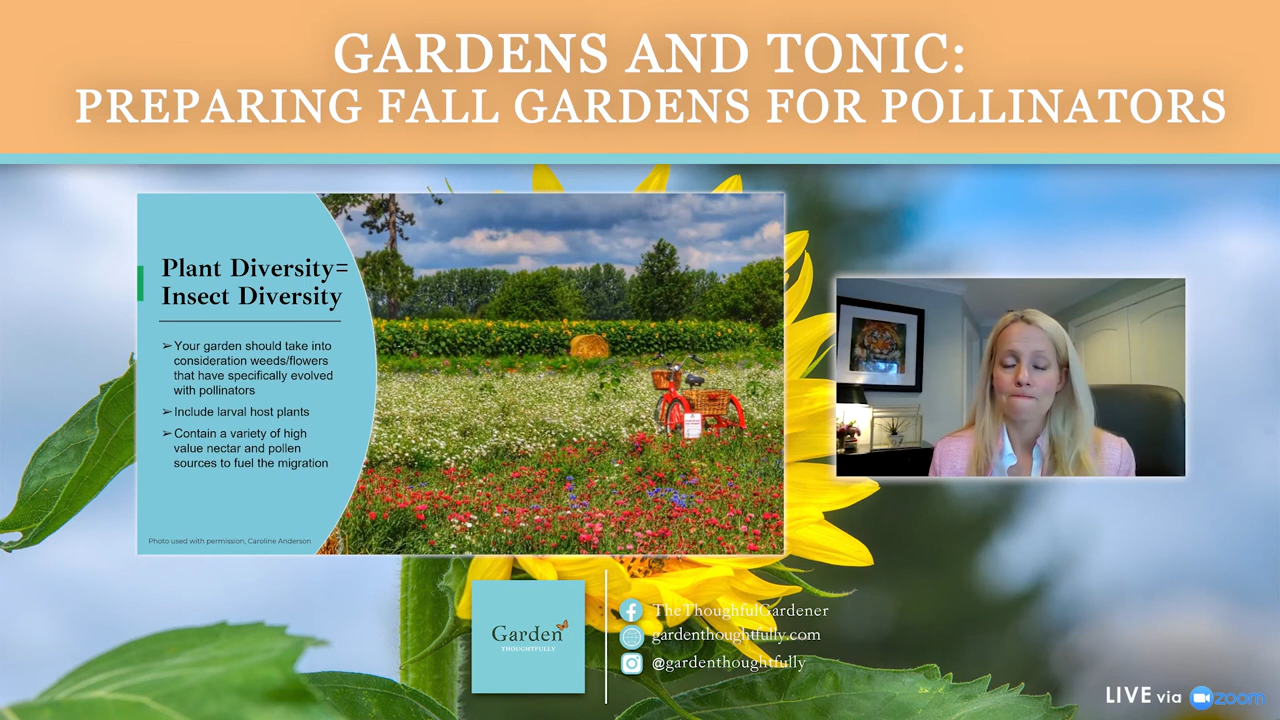 GARDENS AND TONIC:
PREPARING FALL GARDENS FOR POLLINATORS
Plant Diversity=
Insect Diversity
➢Your garden should take into
consideration weeds/flowers
that have specifically evolved
with pollinators
➢Include larval host plants
➢Contain a variety of high
value nectar and pollen
sources to fuel the migration
Photo used with permission, Caroline Anderson
Garden
THOUGHTFULLY
TheThoughfulGardener
gardenthoughtfully.com
@gardenthoughtfully
LIVE via zoom